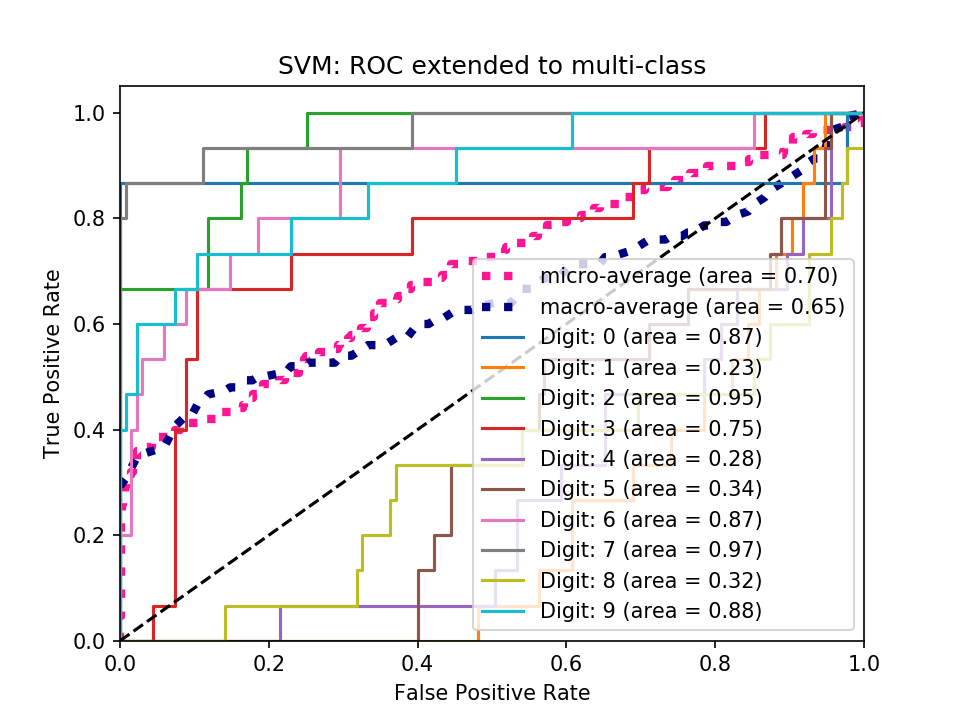 SVM: ROC extended to multi-class
1.0
0.8
0.6
0.4
0.2
0.0
True Positive Rate
micro-average (area = 0.70)
macro-average (area = 0.65)
Digit: 0 (area = 0.87)
Digit: 1 (area = 0.23)
Digit: 2 (area = 0.95)
Digit: 3 (area = 0.75)
Digit: 4 (area = 0.28)
Digit: 5 (area = 0.34)
Digit: 6 (area = 0.87)
Digit: 7 (area = 0.97)
Digit: 8 (area = 0.32)
Digit: 9 (area = 0.88)
0.0 0.2 0.4 0.6 0.8 1.0
False Positive Rate